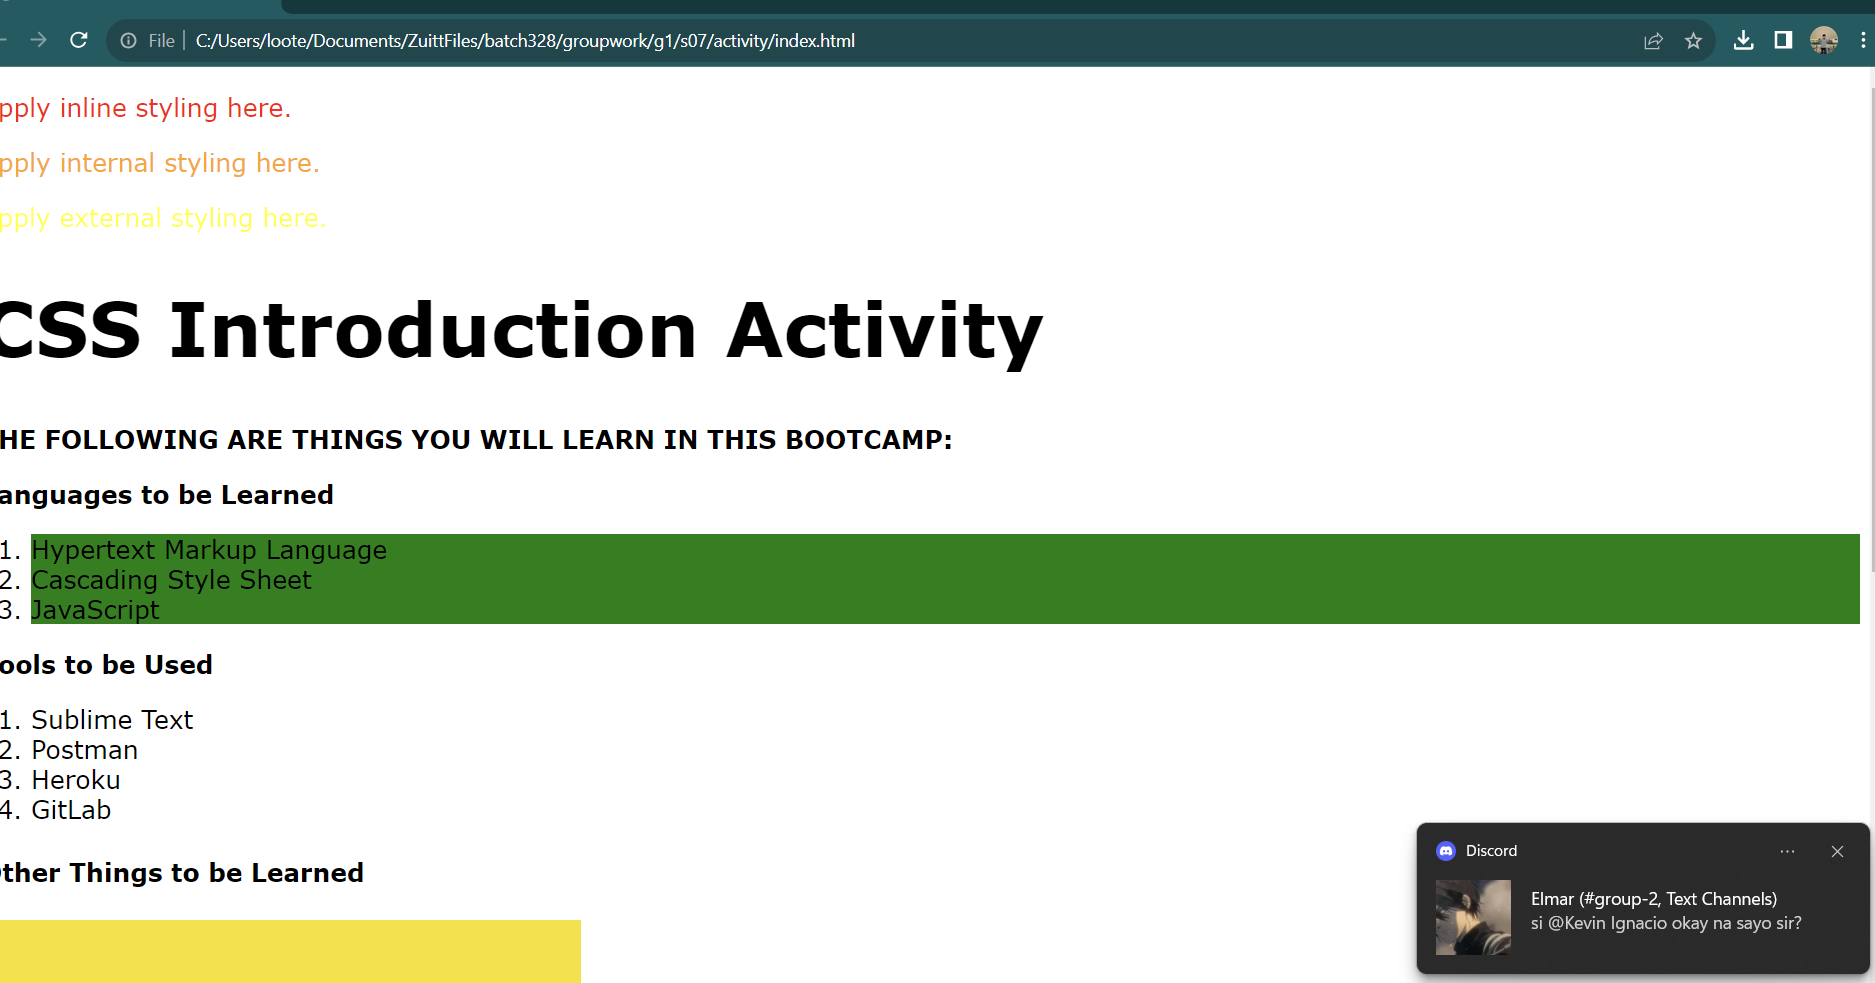 File C:/Users/loote/Documents/ZuittFiles/batch328/groupwork/g1/s07/activity/index.html
pply inline styling here.
pply internal styling here.
pply external styling here.
CSS Introduction Activity
HE FOLLOWING ARE THINGS YOU WILL LEARN IN THIS BOOTCAMP:
anguages to be Learned
1. Hypertext Markup Language
2. Cascading Style Sheet
3. JavaScript
ools to be Used
1. Sublime Text
2. Postman
3. Heroku
4. GitLab
ther Things to be Learned
Discord
Elmar (#group-2, Text Channels)
si @Kevin Ignacio okay na sayo sir?